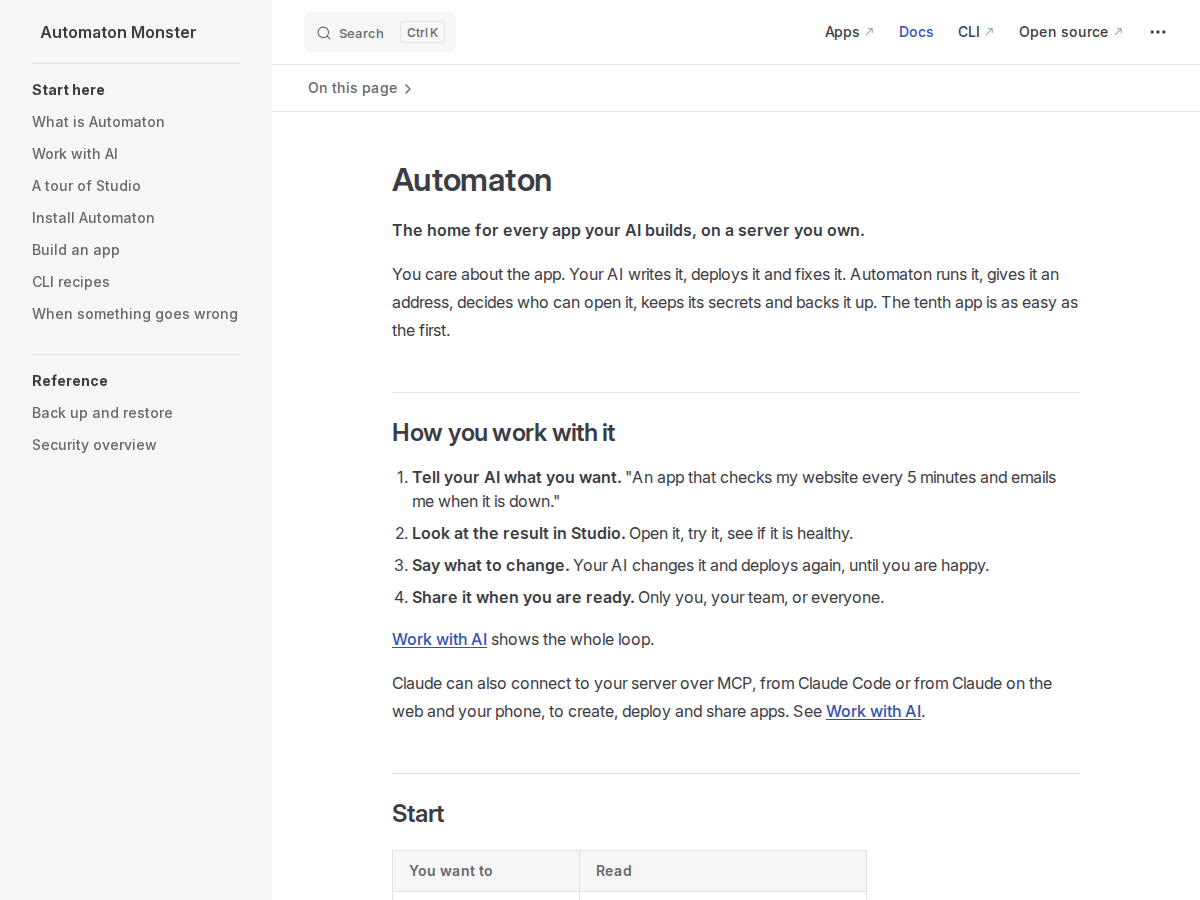 Automaton Monster
Search Ctrl K
Apps Docs CLI Open source
On this page
Start here
What is Automaton
Work with AI
A tour of Studio
Install Automaton
Build an app
CLI recipes
When something goes wrong
Reference
Back up and restore
Security overview
Automaton
The home for every app your AI builds, on a server you own.
You care about the app. Your AI writes it, deploys it and fixes it. Automaton runs it, gives it an
address, decides who can open it, keeps its secrets and backs it up. The tenth app is as easy as
the first.
How you work with it
1. Tell your AI what you want. "An app that checks my website every 5 minutes and emails
me when it is down."
2. Look at the result in Studio. Open it, try it, see if it is healthy.
3. Say what to change. Your AI changes it and deploys again, until you are happy.
4. Share it when you are ready. Only you, your team, or everyone.
Work with AI shows the whole loop.
Claude can also connect to your server over MCP, from Claude Code or from Claude on the
web and your phone, to create, deploy and share apps. See Work with AI.
Start
You want to Read